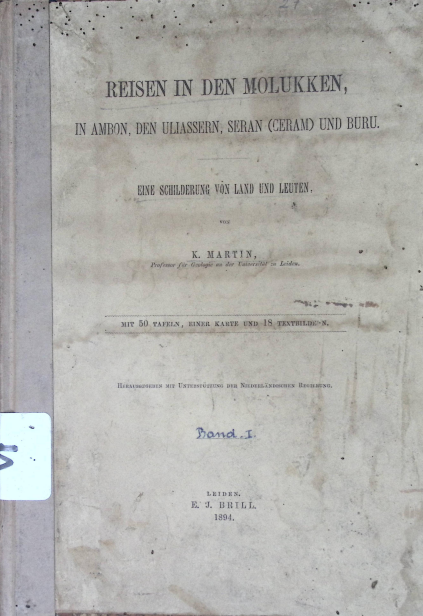 REISEN IN DEN MOLUKKEN,
IN AMBON, DEN ULIASSERN, SERAN (CERAM) UND BURU.
EINE SCHILDERUNG VON LAND UND LEUTEN,
VON
K. MARTIN,
Professor für Geologie an der Universität in Leiden.
MIT 50 TAFELN, EINER KARTE UND 18 TEXTBILDE N.
HERAUSGEGEBEN MIT UNTERSTÜTZUNG DER NIEDERLÄNDISCHEN REGIERUNG.
Band. I.
LEIDEN.
E. J. BRILL.
1894.